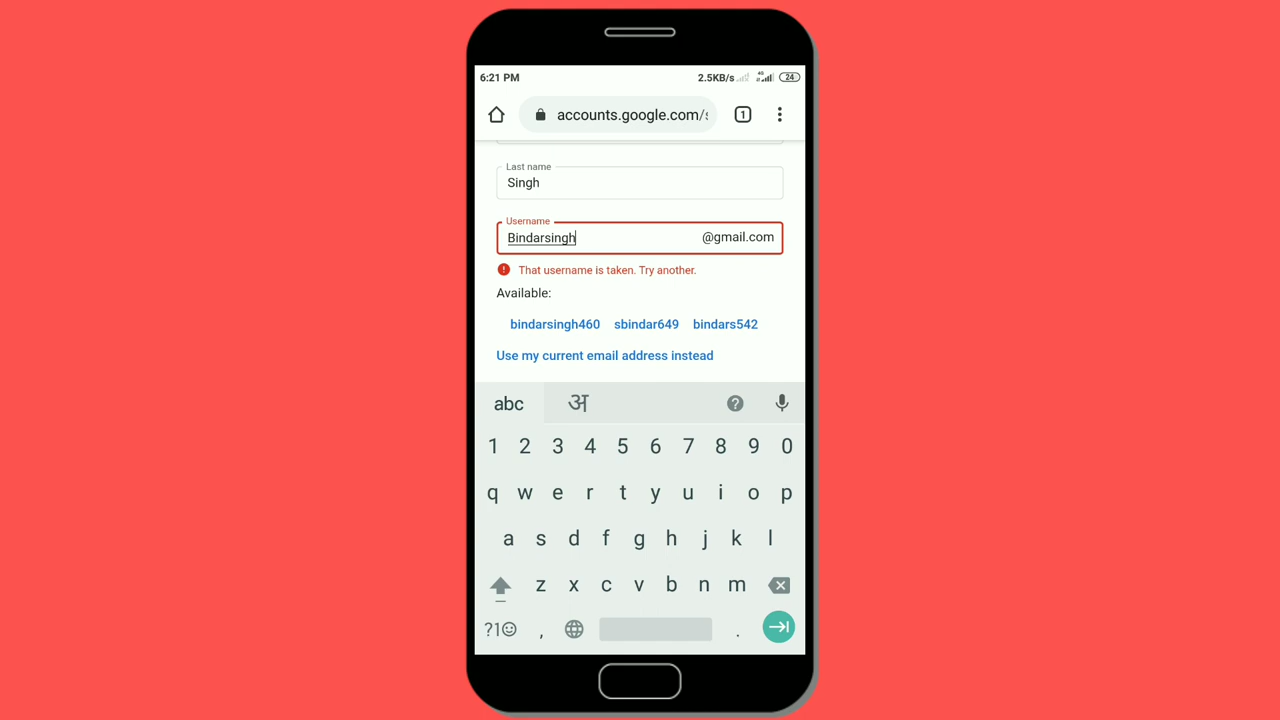 6:21 PM 2.5KB/s 4G 24
accounts.google.com/s 1
Last name
Singh
Username
Bindarsingh @gmail.com
! That username is taken. Try another.
Available:
bindarsingh460 sbindar649 bindars542
Use my current email address instead
abc अ ?
1 2 3 4 5 6 7 8 9 0
q w e r t y u i o p
a s d f g h j k l
z x c v b n m
?1☺ , .